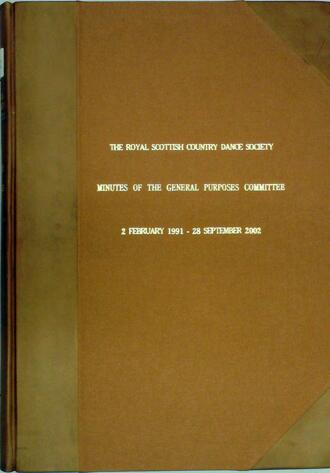 THE ROYAL SCOTTISH COUNTRY DANCE SOCIETY
MINUTES OF THE GENERAL PURPOSES COMMITTEE
2 FEBRUARY 1991 - 28 SEPTEMBER 2002